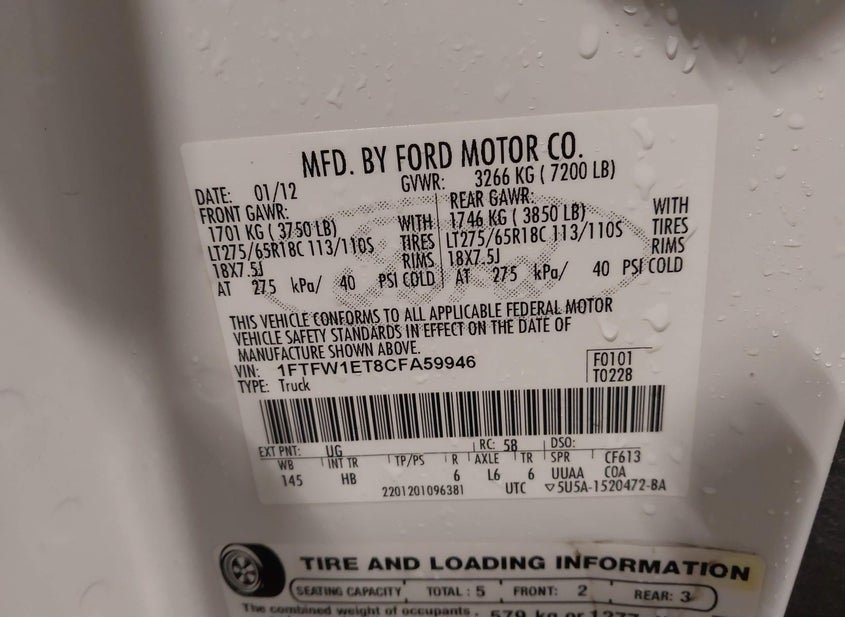 MFD. BY FORD MOTOR CO.
DATE: 01/12 GVWR: 3266 KG ( 7200 LB)
FRONT GAWR: REAR GAWR:
1701 KG ( 3750 LB) WITH 1746 KG ( 3850 LB) WITH
LT275/65R18C 113/110S TIRES LT275/65R18C 113/110S TIRES
18X7.5J RIMS 18X7.5J RIMS
AT 275 kPa/ 40 PSI COLD AT 275 kPa/ 40 PSI COLD
THIS VEHICLE CONFORMS TO ALL APPLICABLE FEDERAL MOTOR
VEHICLE SAFETY STANDARDS IN EFFECT ON THE DATE OF
MANUFACTURE SHOWN ABOVE.
VIN: 1FTFW1ET8CFA59946 F0101
TYPE: Truck T0228
EXT PNT: UG RC: 58 DSO:
WB INT TR TP/PS R AXLE TR SPR CF613
145 HB 6 L6 6 UUAA COA
2201201096381 UTC ▽5U5A-1520472-BA
TIRE AND LOADING INFORMATION
SEATING CAPACITY TOTAL : 5 FRONT: 2 REAR: 3
The combined weight of occupants